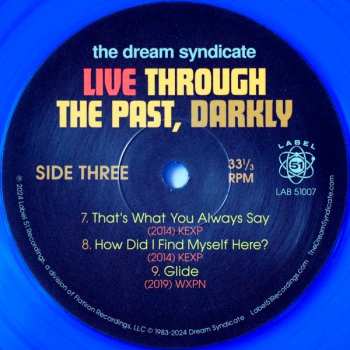 the dream syndicate
LIVE THROUGH
THE PAST, DARKLY
SIDE THREE
33⅓
RPM
LABEL
51
LAB 51007
7. That's What You Always Say
(2014) KEXP
8. How Did I Find Myself Here?
(2014) KEXP
9. Glide
(2019) WXPN
℗ 2024 Label 51 Recordings, a division of Fronton Recordings, LLC © 1983-2024 Dream Syndicate. Label51Recordings.com TheDreamSyndicate.com